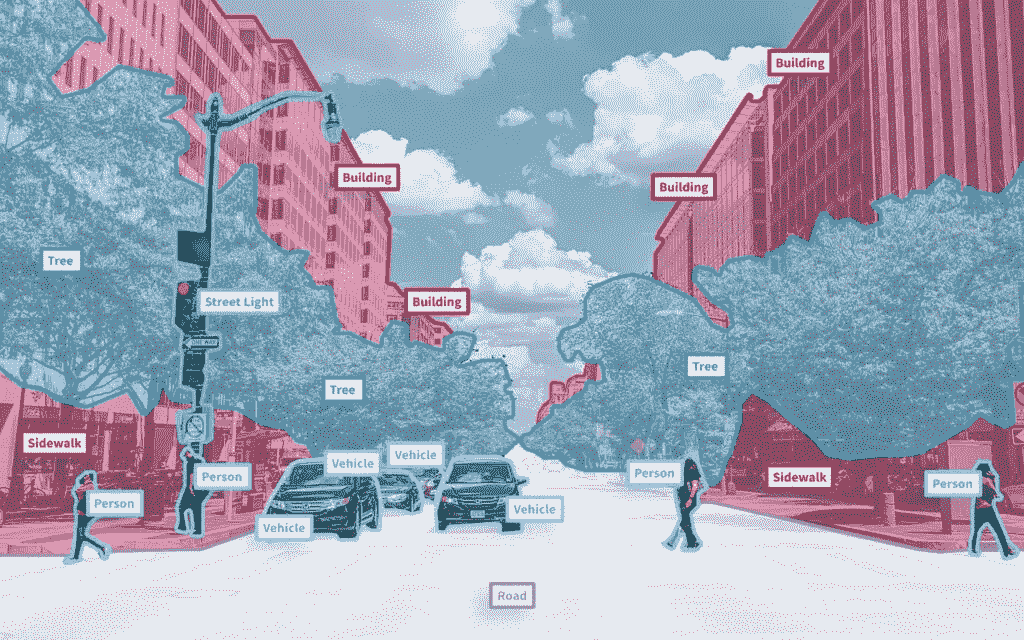 Building
Building
Building
Tree
Street Light
Building
ONE WAY
Tree
Tree
Sidewalk
Vehicle
Vehicle
Person
Person
Sidewalk
Person
Person
Vehicle
Vehicle
Road